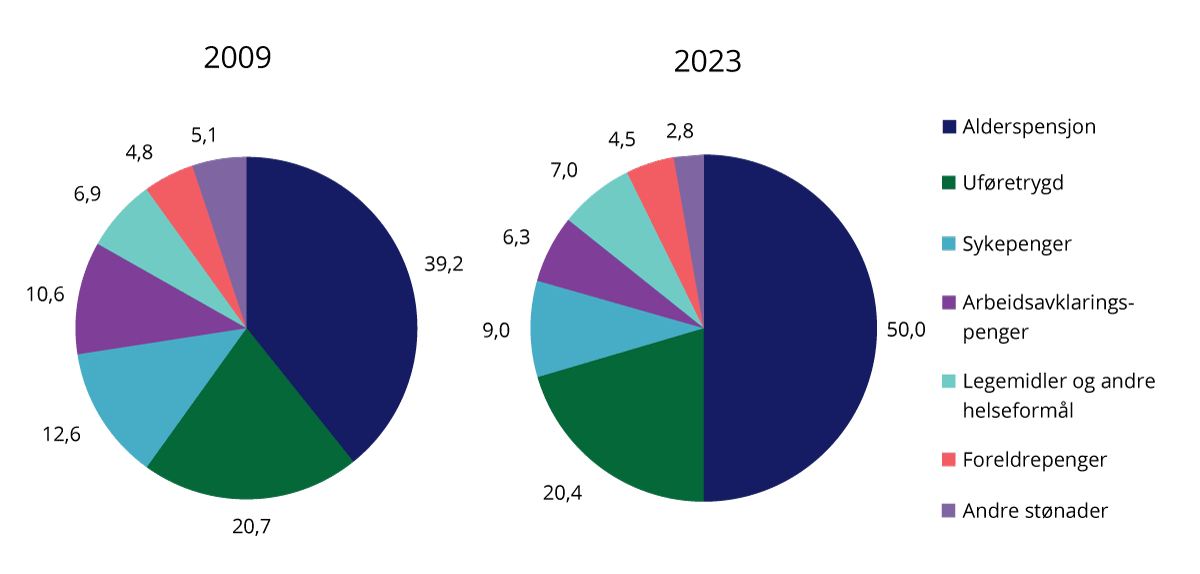 2009
5,1
4,8
6,9
10,6
12,6
20,7
39,2
2023
2,8
4,5
7,0
6,3
9,0
20,4
50,0
Alderspensjon
Uføretrygd
Sykepenger
Arbeidsavklarings-
penger
Legemidler og andre
helseformål
Foreldrepenger
Andre stønader